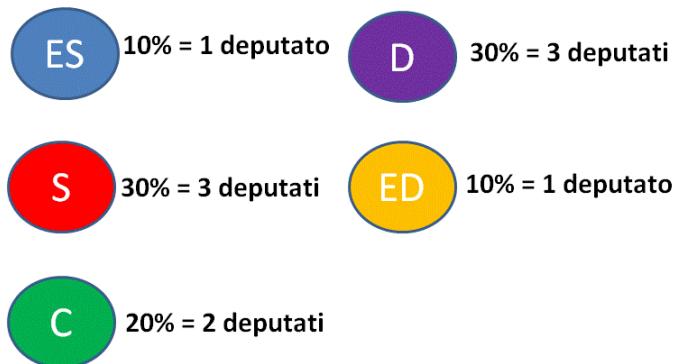 ES 10% = 1 deputato
D 30% = 3 deputati
S 30% = 3 deputati
ED 10% = 1 deputato
C 20% = 2 deputati